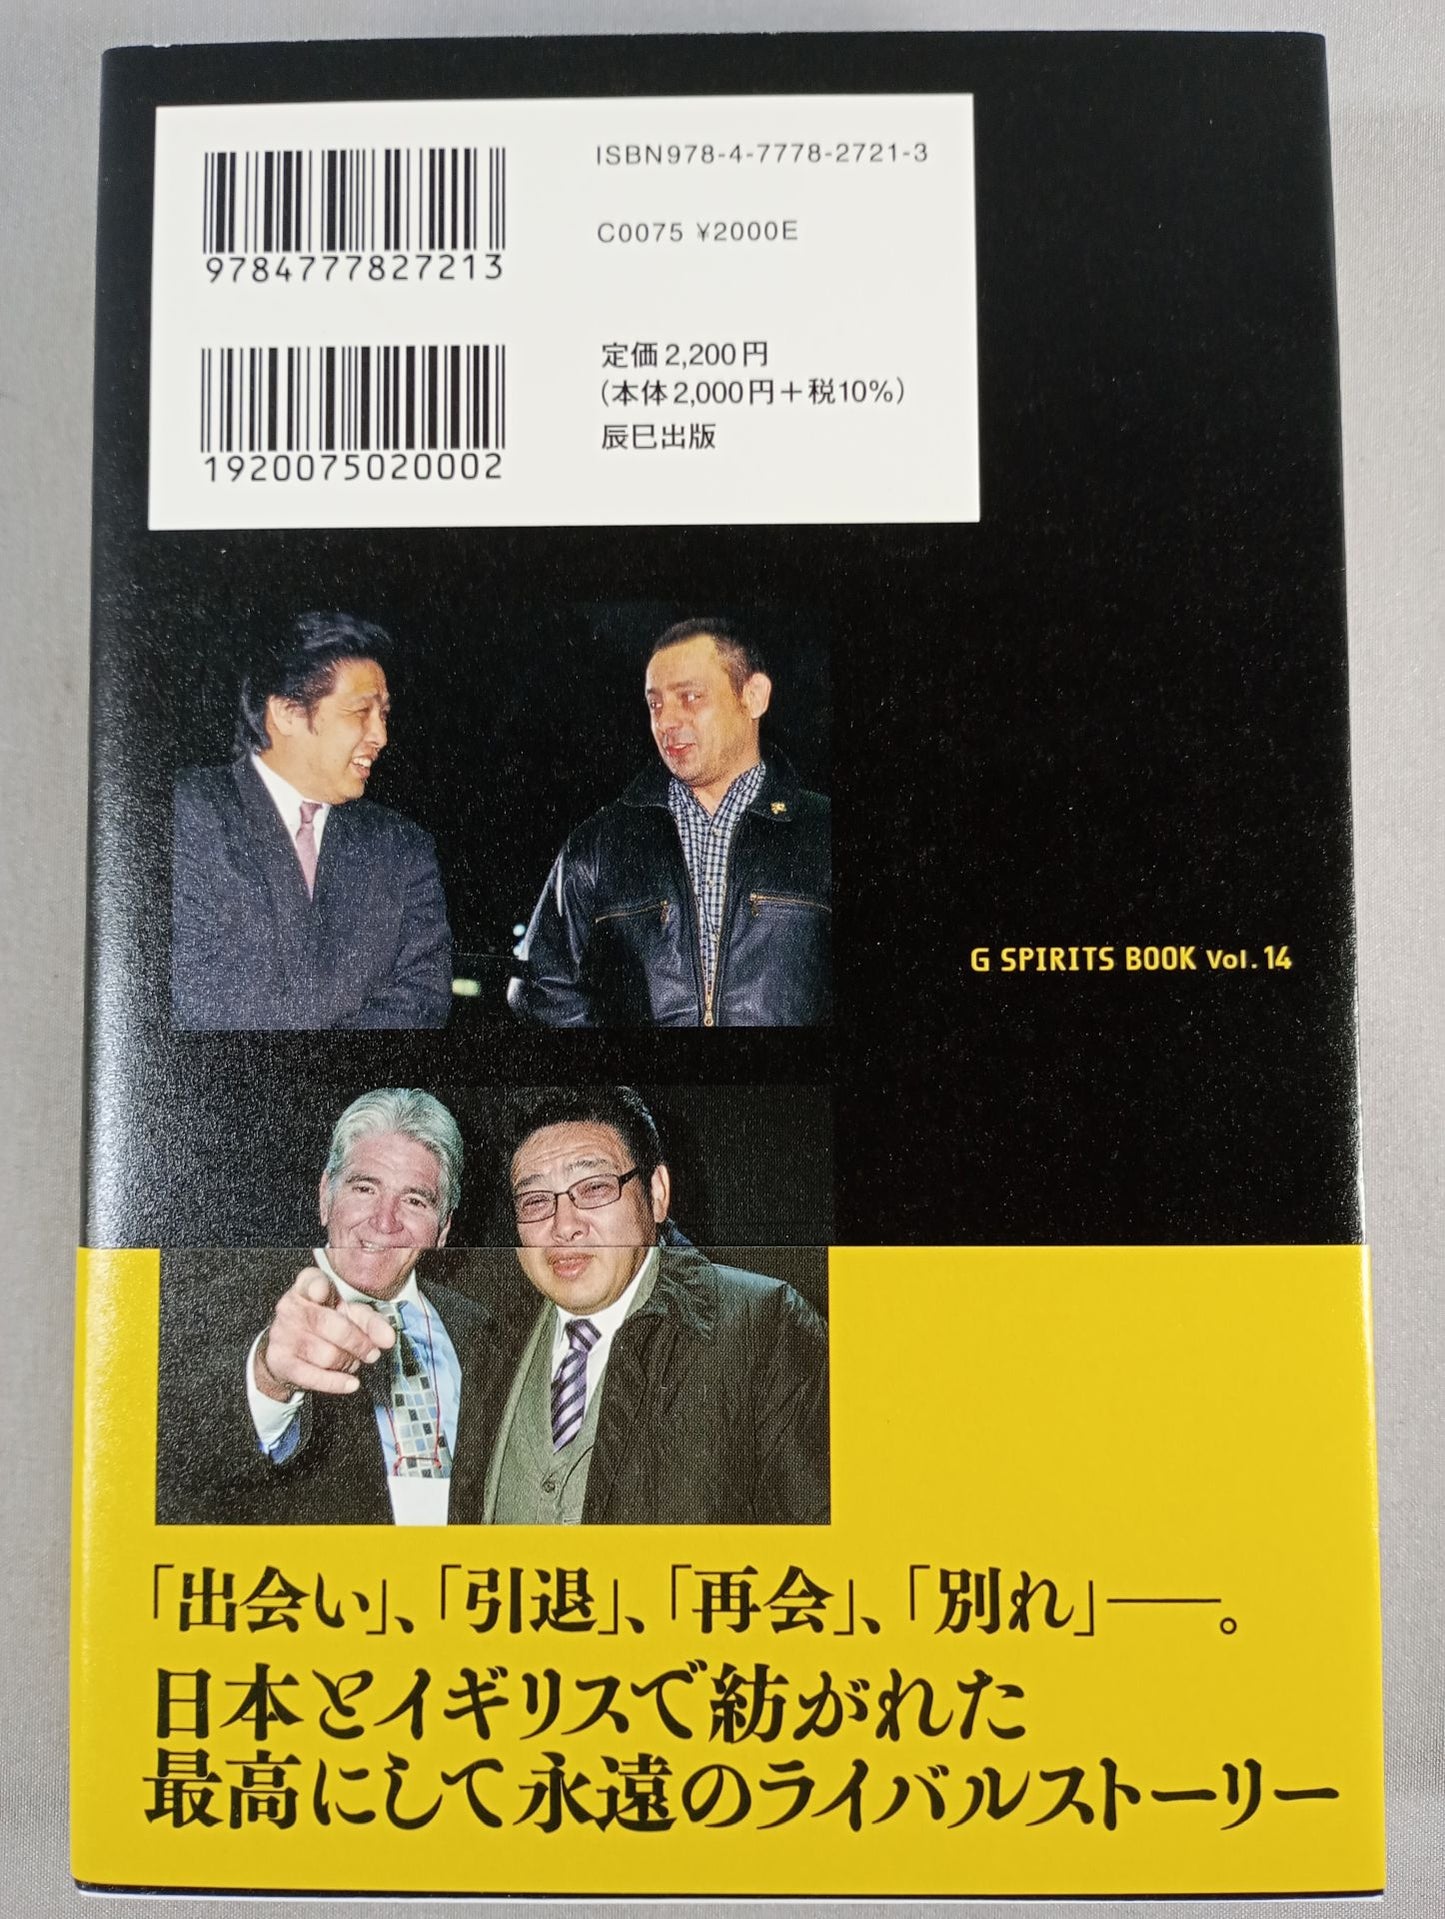 ISBN978-4-7778-2721-3
C0075 ¥2000E
9784777827213
定価2,200円
(本体2,000円+税10%)
辰巳出版
1920075020002
G SPIRITS BOOK Vol.14
「出会い」、「引退」、「再会」、「別れ」――。
日本とイギリスで紡がれた
最高にして永遠のライバルストーリー